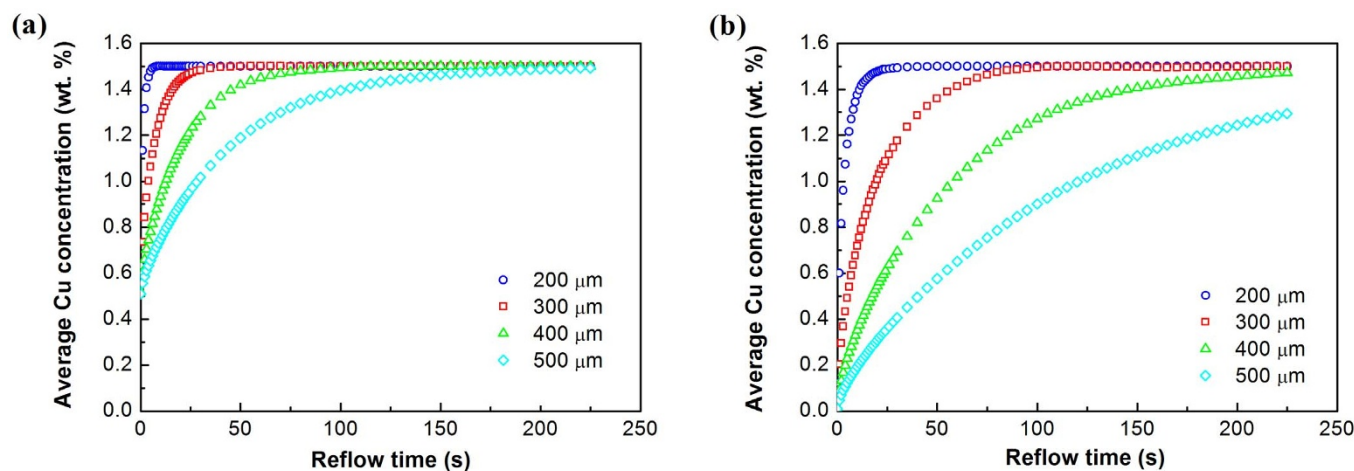 (a)
Average Cu concentration (wt. %)
1.6
1.4
1.2
1.0
0.8
0.6
0.4
0.2
0.0
0 50 100 150 200 250
Reflow time (s)
200 μm
300 μm
400 μm
500 μm
(b)
Average Cu concentration (wt. %)
1.6
1.4
1.2
1.0
0.8
0.6
0.4
0.2
0.0
0 50 100 150 200 250
Reflow time (s)
200 μm
300 μm
400 μm
500 μm